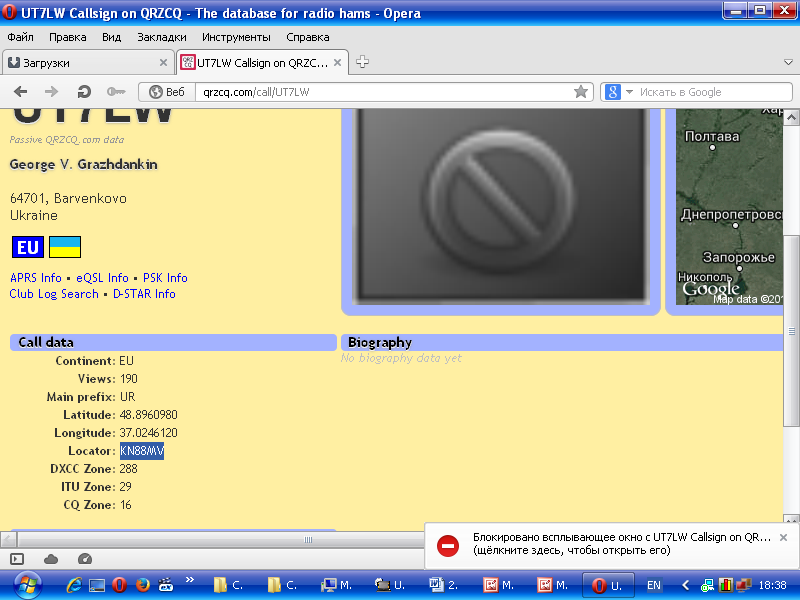 UT7LW Callsign on QRZCQ - The database for radio hams - Opera
Файл Правка Вид Закладки Инструменты Справка
Загрузки
QRZ CQ UT7LW Callsign on QRZC...
Веб qrzcq.com/call/UT7LW
Искать в Google
UT7LW
Passive QRZCQ.com data
George V. Grazhdankin
64701, Barvenkovo
Ukraine
EU
APRS Info • eQSL Info • PSK Info
Club Log Search • D-STAR Info
Полтава
Днепропетровс
Запорожье
Никополь
Google
Map data ©201
Call data
Continent: EU
Views: 190
Main prefix: UR
Latitude: 48.8960980
Longitude: 37.0246120
Locator: KN88MV
DXCC Zone: 288
ITU Zone: 29
CQ Zone: 16
Biography
No biography data yet
Блокировано всплывающее окно с UT7LW Callsign on QR...
(щёлкните здесь, чтобы открыть его)
C. C. M. U. 2. M. M. U. EN 18:38